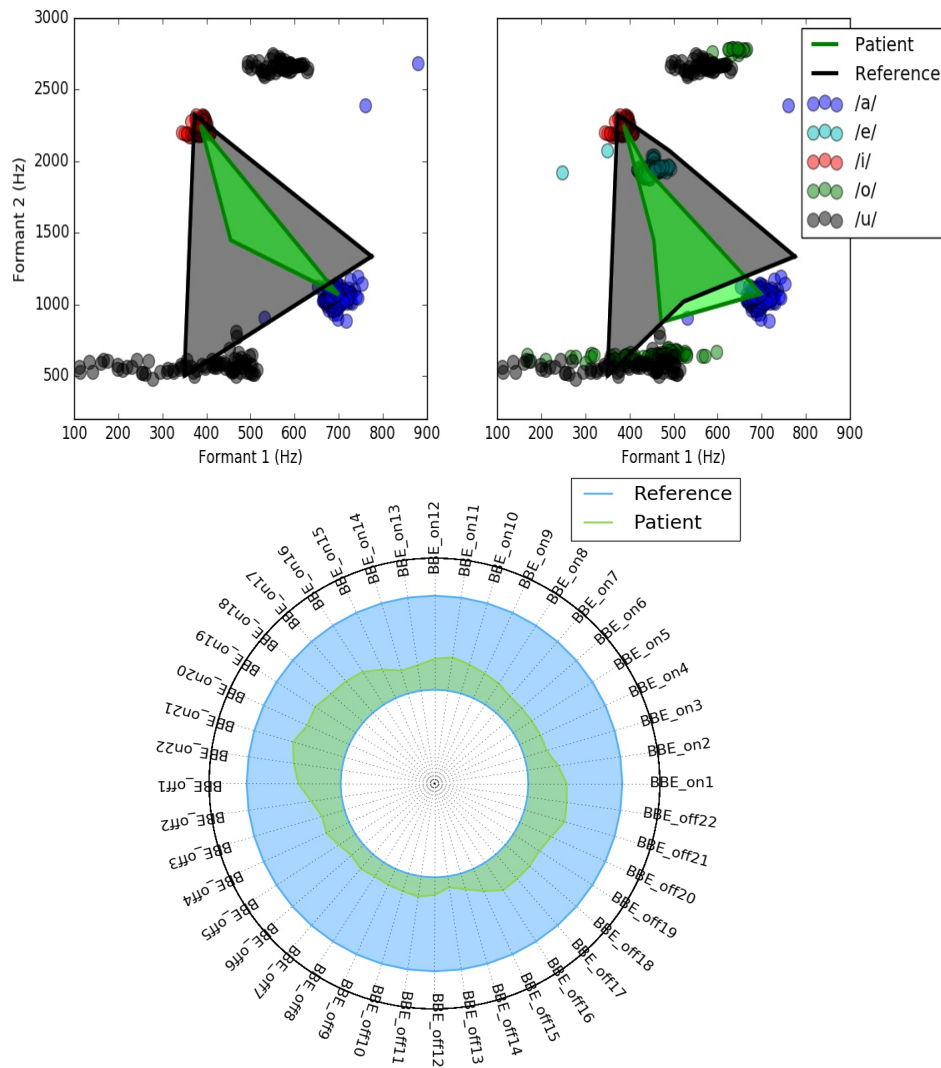 3000
2500
2000
1500
1000
500
Formant 2 (Hz)
100 200 300 400 500 600 700 800 900
Formant 1 (Hz)
100 200 300 400 500 600 700 800 900
Formant 1 (Hz)
Patient
Reference
/a/
/e/
/i/
/o/
/u/
Reference
Patient
BBE_on1
BBE_on2
BBE_on3
BBE_on4
BBE_on5
BBE_on6
BBE_on7
BBE_on8
BBE_on9
BBE_on10
BBE_on11
BBE_on12
BBE_on13
BBE_on14
BBE_on15
BBE_on16
BBE_on17
BBE_on18
BBE_on19
BBE_on20
BBE_on21
BBE_on22
BBE_off1
BBE_off2
BBE_off3
BBE_off4
BBE_off5
BBE_off6
BBE_off7
BBE_off8
BBE_off9
BBE_off10
BBE_off11
BBE_off12
BBE_off13
BBE_off14
BBE_off15
BBE_off16
BBE_off17
BBE_off18
BBE_off19
BBE_off20
BBE_off21
BBE_off22